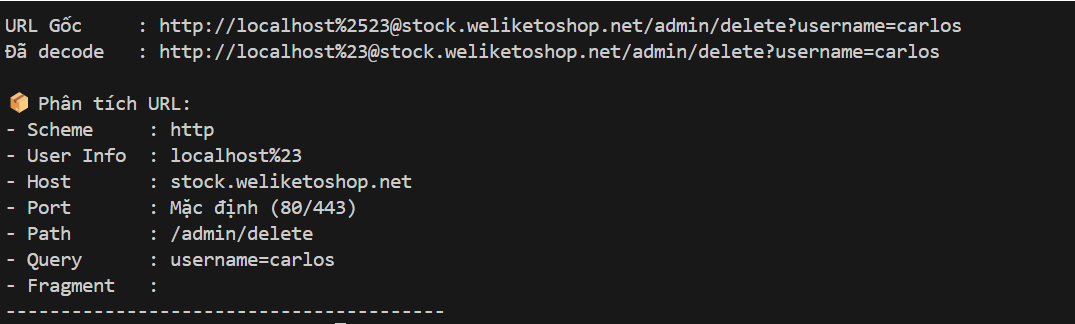 URL Gốc     : http://localhost%2523@stock.weliketoshop.net/admin/delete?username=carlos
Đã decode   : http://localhost%23@stock.weliketoshop.net/admin/delete?username=carlos
📦 Phân tích URL:
- Scheme     : http
- User Info  : localhost%23
- Host       : stock.weliketoshop.net
- Port       : Mặc định (80/443)
- Path       : /admin/delete
- Query      : username=carlos
- Fragment   :
----------------------------------------